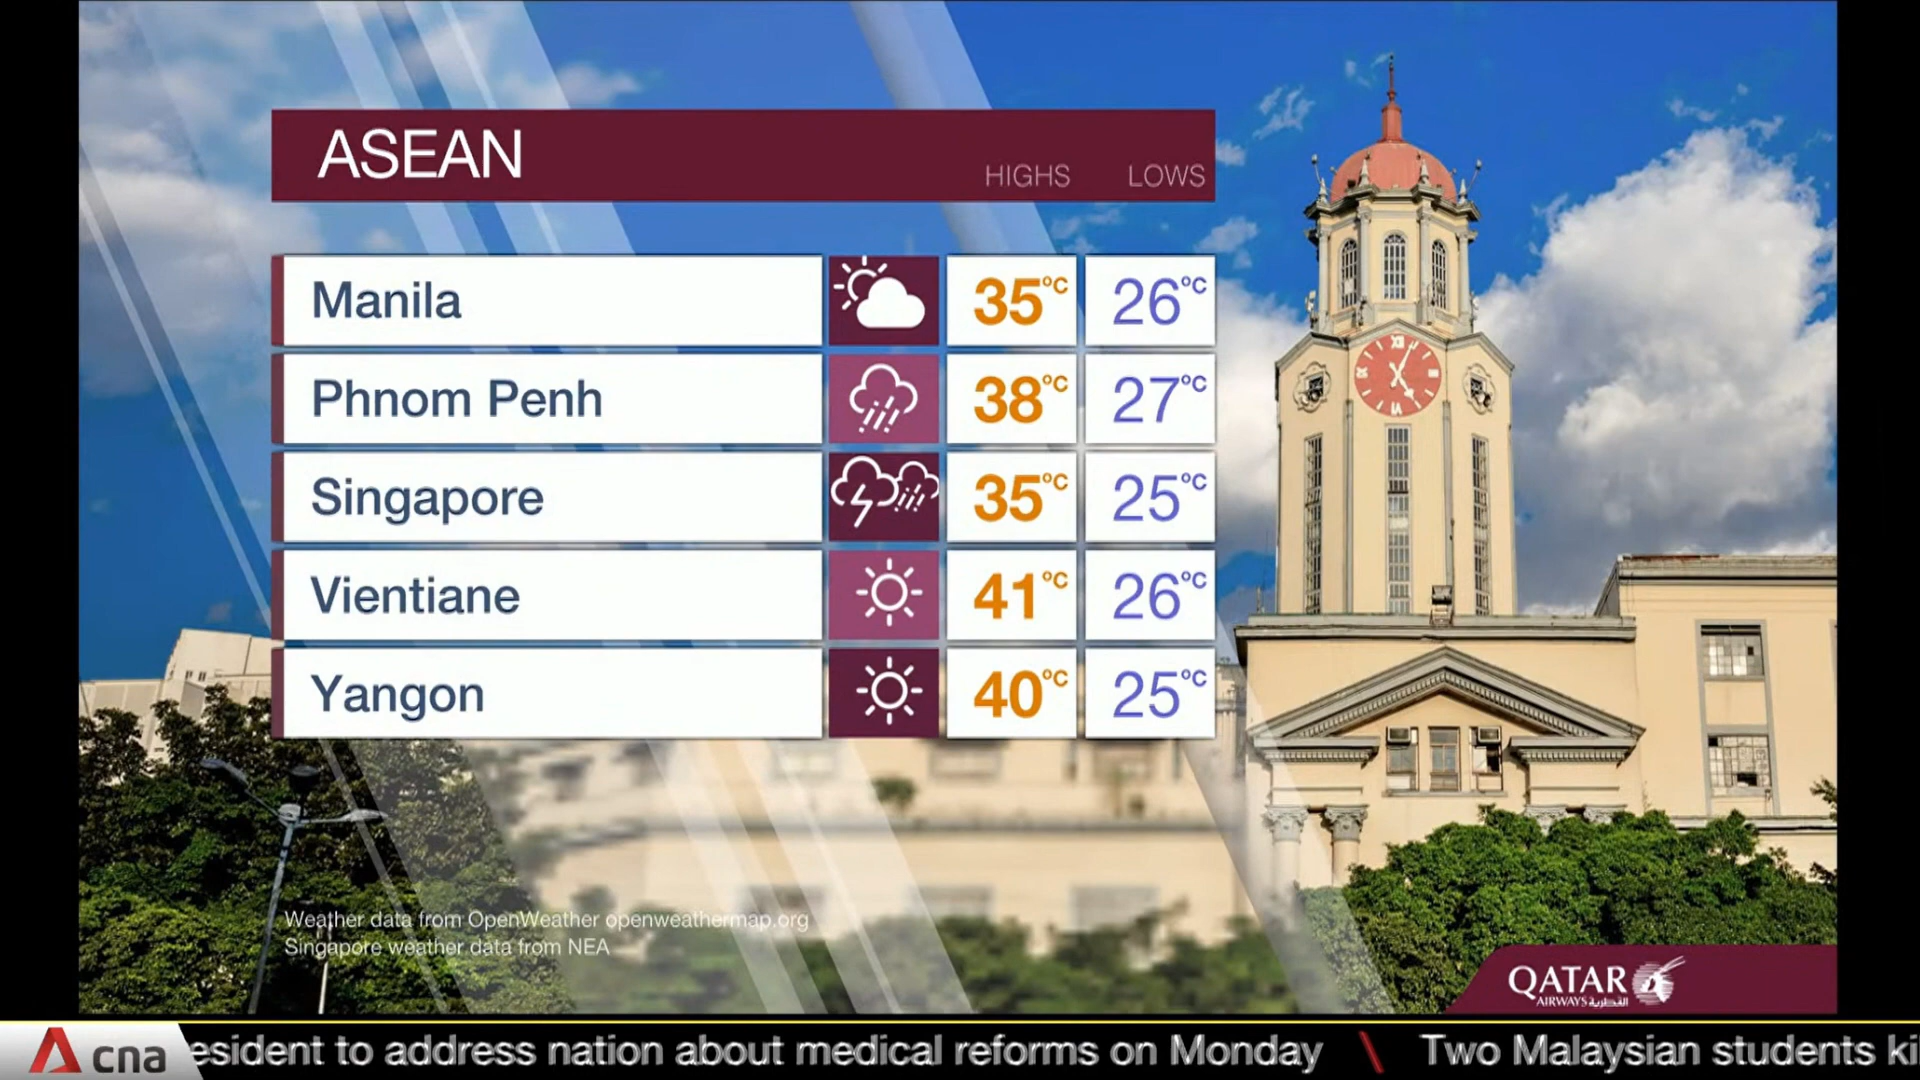 ASEAN
HIGHS LOWS
Manila 35°C 26°C
Phnom Penh 38°C 27°C
Singapore 35°C 25°C
Vientiane 41°C 26°C
Yangon 40°C 25°C
Weather data from OpenWeather openweathermap.org
Singapore weather data from NEA
QATAR
AIRWAYS القطرية
cna esident to address nation about medical reforms on Monday \ Two Malaysian students ki